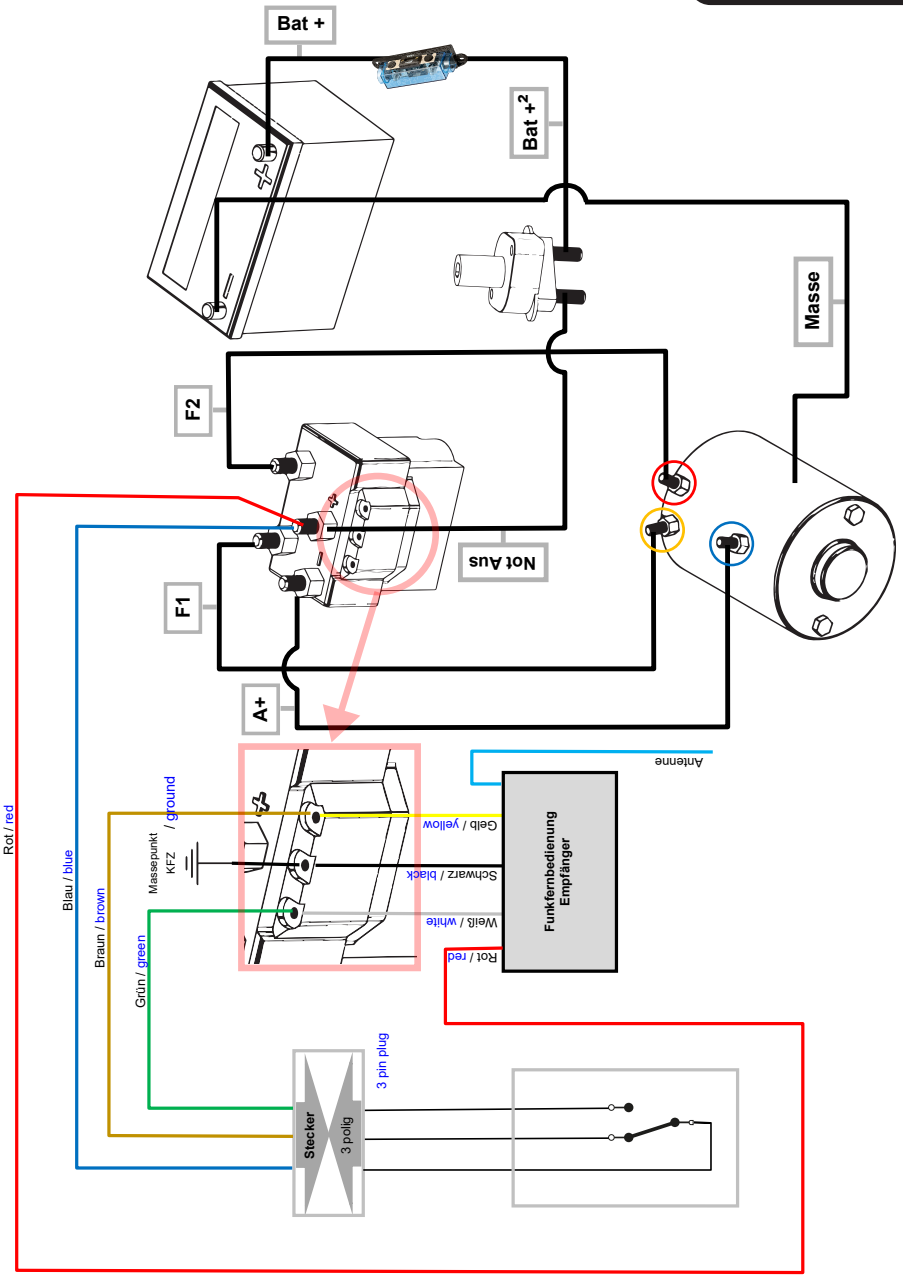 Bat +
Bat +²
Masse
F2
Not Aus
F1
A+
+
−
+
−
+
Rot / red
Blau / blue
Braun / brown
Grün / green
Massepunkt
KFZ
/ ground
Antenne
Gelb / yellow
Schwarz / black
Weiß / white
Rot / red
Funkfernbedienung
Empfänger
Stecker
3 polig
3 pin plug